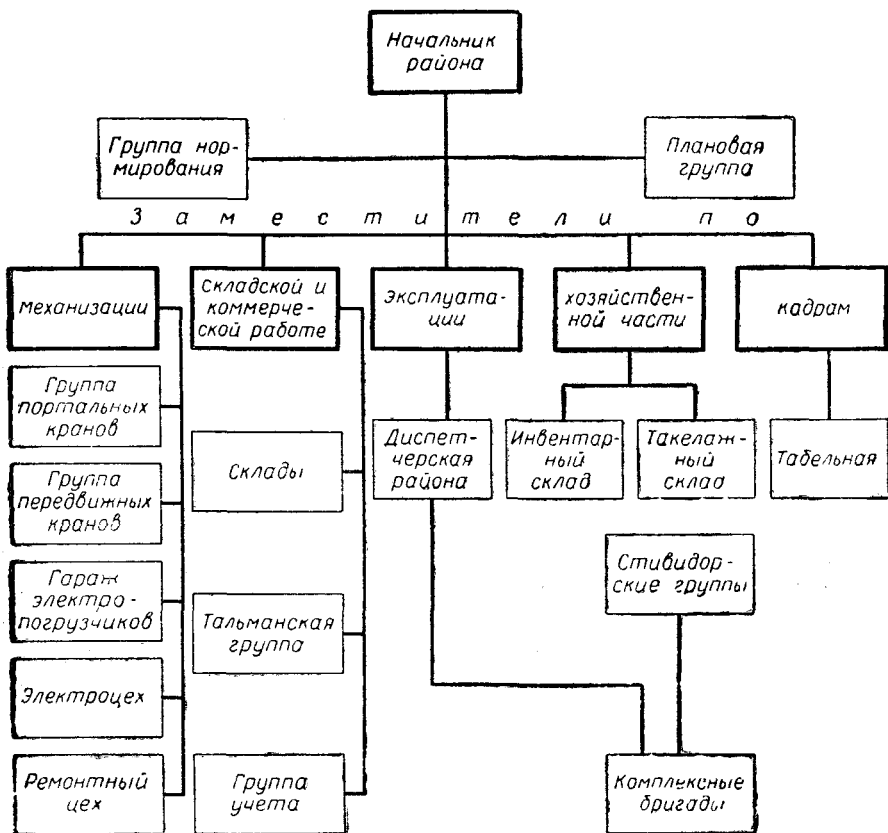 Начальник
района
Группа нор-
мирования
Плановая
группа
Заместители по
механизации
складской и
коммерче-
ской работе
эксплуата-
ции
хозяйствен-
ной части
кадрам
Группа
портальных
кранов
Группа
передвижных
кранов
Гараж
электро-
погрузчиков
Электроцех
Ремонтный
цех
Склады
Тальманская
группа
Группа
учета
Диспет-
черская
района
Инвентар-
ный
склад
Такелаж-
ный
склад
Табельная
Стивидор-
ские группы
Комплексные
бригады